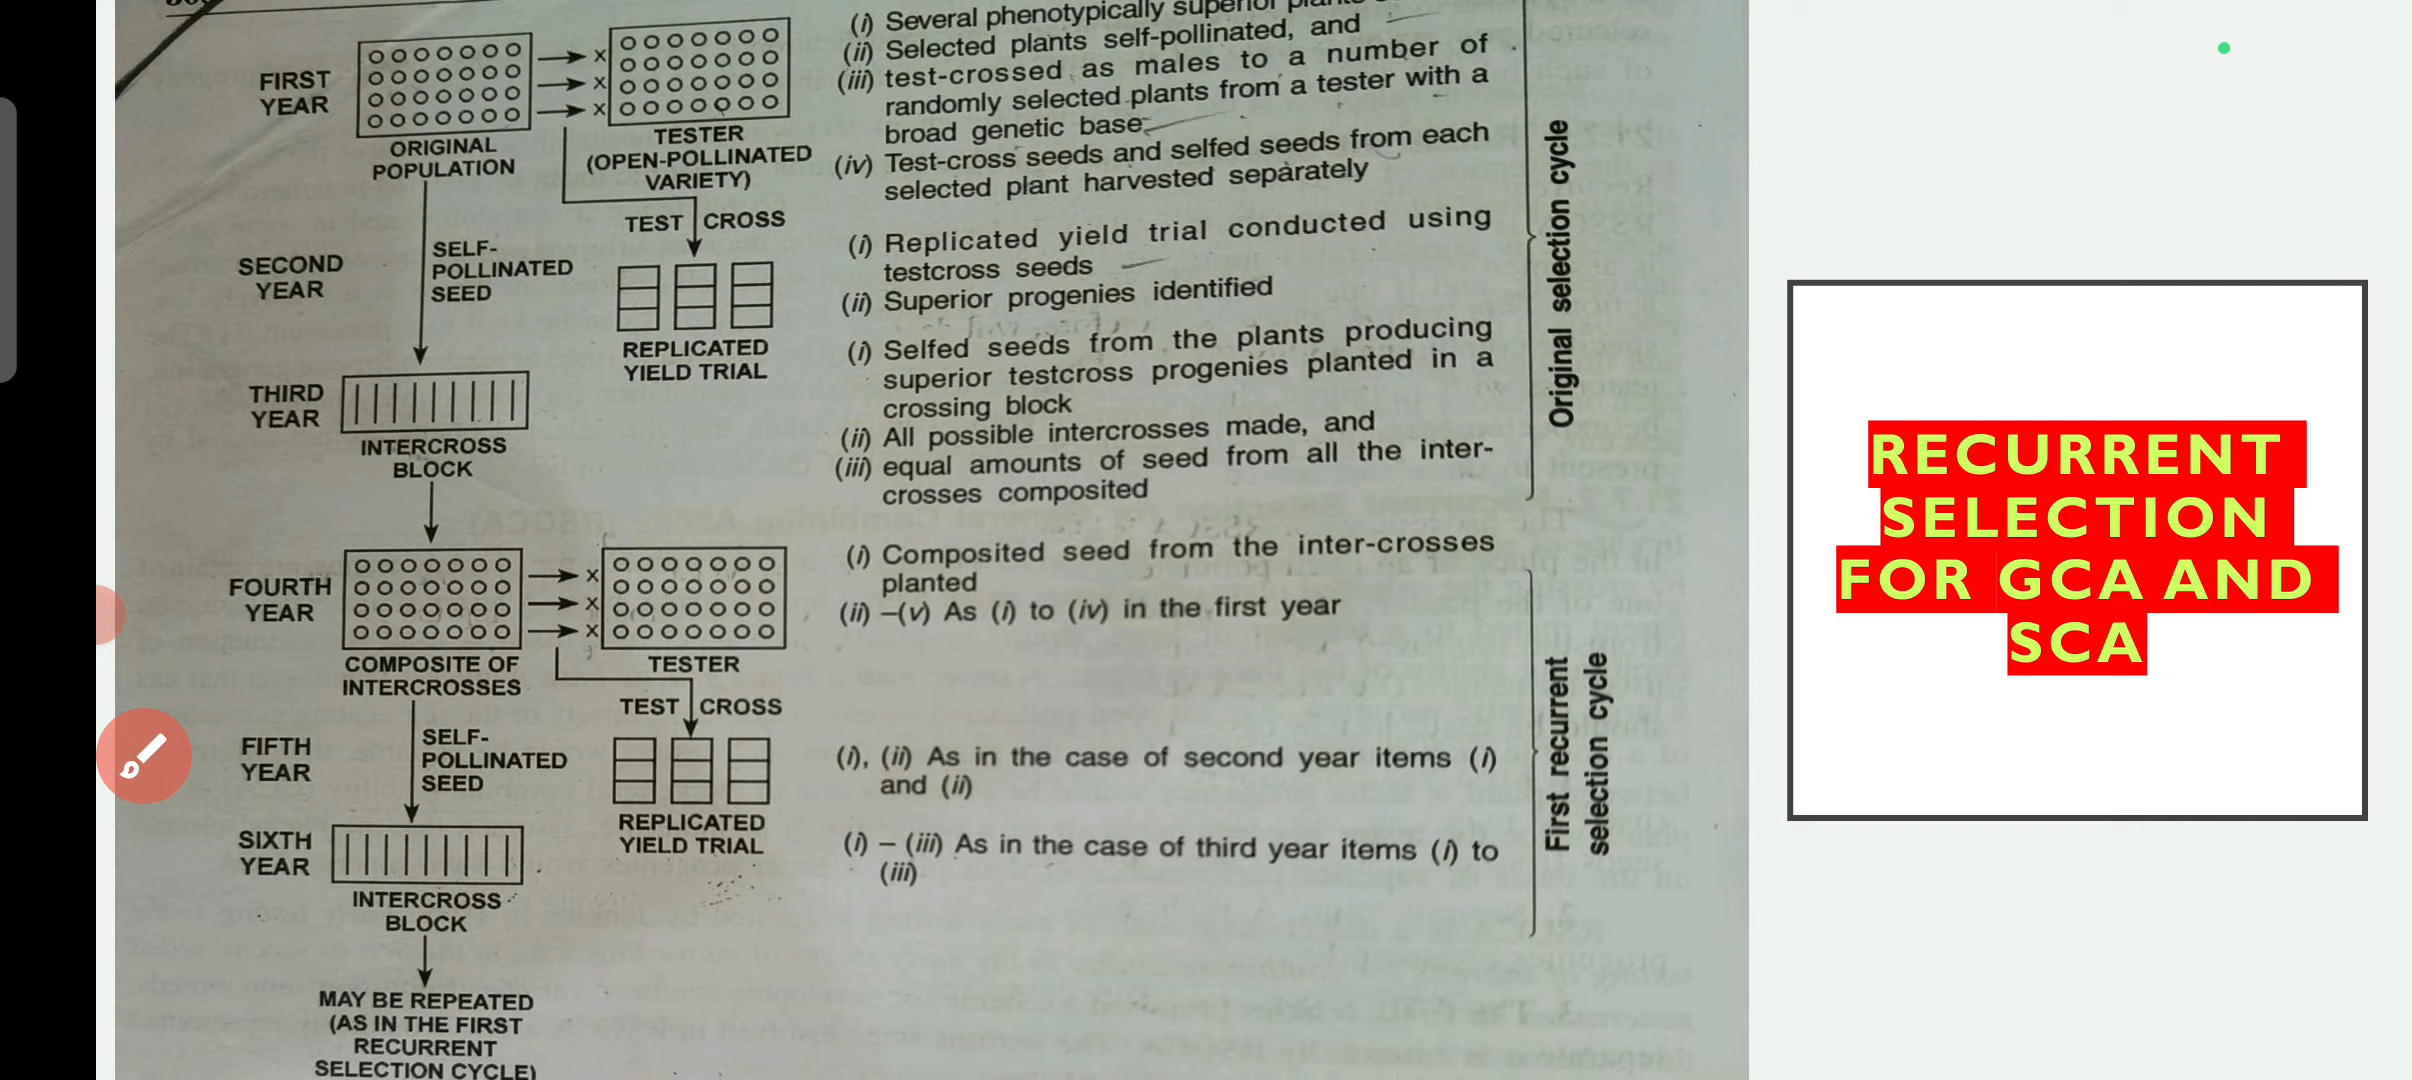 FIRST
YEAR
ORIGINAL
POPULATION
TESTER
(OPEN-POLLINATED
VARIETY)
TEST CROSS
(i) Several phenotypically superior
(ii) Selected plants self-pollinated, and
(iii) test-crossed as males to a number of
randomly selected plants from a tester with a
broad genetic base
(iv) Test-cross seeds and selfed seeds from each
selected plant harvested separately
SECOND
YEAR
SELF-
POLLINATED
SEED
REPLICATED
YIELD TRIAL
(i) Replicated yield trial conducted using
testcross seeds
(ii) Superior progenies identified
THIRD
YEAR
INTERCROSS
BLOCK
(i) Selfed seeds from the plants producing
superior testcross progenies planted in a
crossing block
(ii) All possible intercrosses made, and
(iii) equal amounts of seed from all the inter-
crosses composited
Original selection cycle
FOURTH
YEAR
COMPOSITE OF
INTERCROSSES
TESTER
TEST CROSS
(i) Composited seed from the inter-crosses
planted
(ii) –(v) As (i) to (iv) in the first year
FIFTH
YEAR
SELF-
POLLINATED
SEED
REPLICATED
YIELD TRIAL
(i), (ii) As in the case of second year items (i)
and (ii)
SIXTH
YEAR
INTERCROSS
BLOCK
(i) – (iii) As in the case of third year items (i) to
(iii)
First recurrent
selection cycle
MAY BE REPEATED
(AS IN THE FIRST
RECURRENT
SELECTION CYCLE)
RECURRENT
SELECTION
FOR GCA AND
SCA